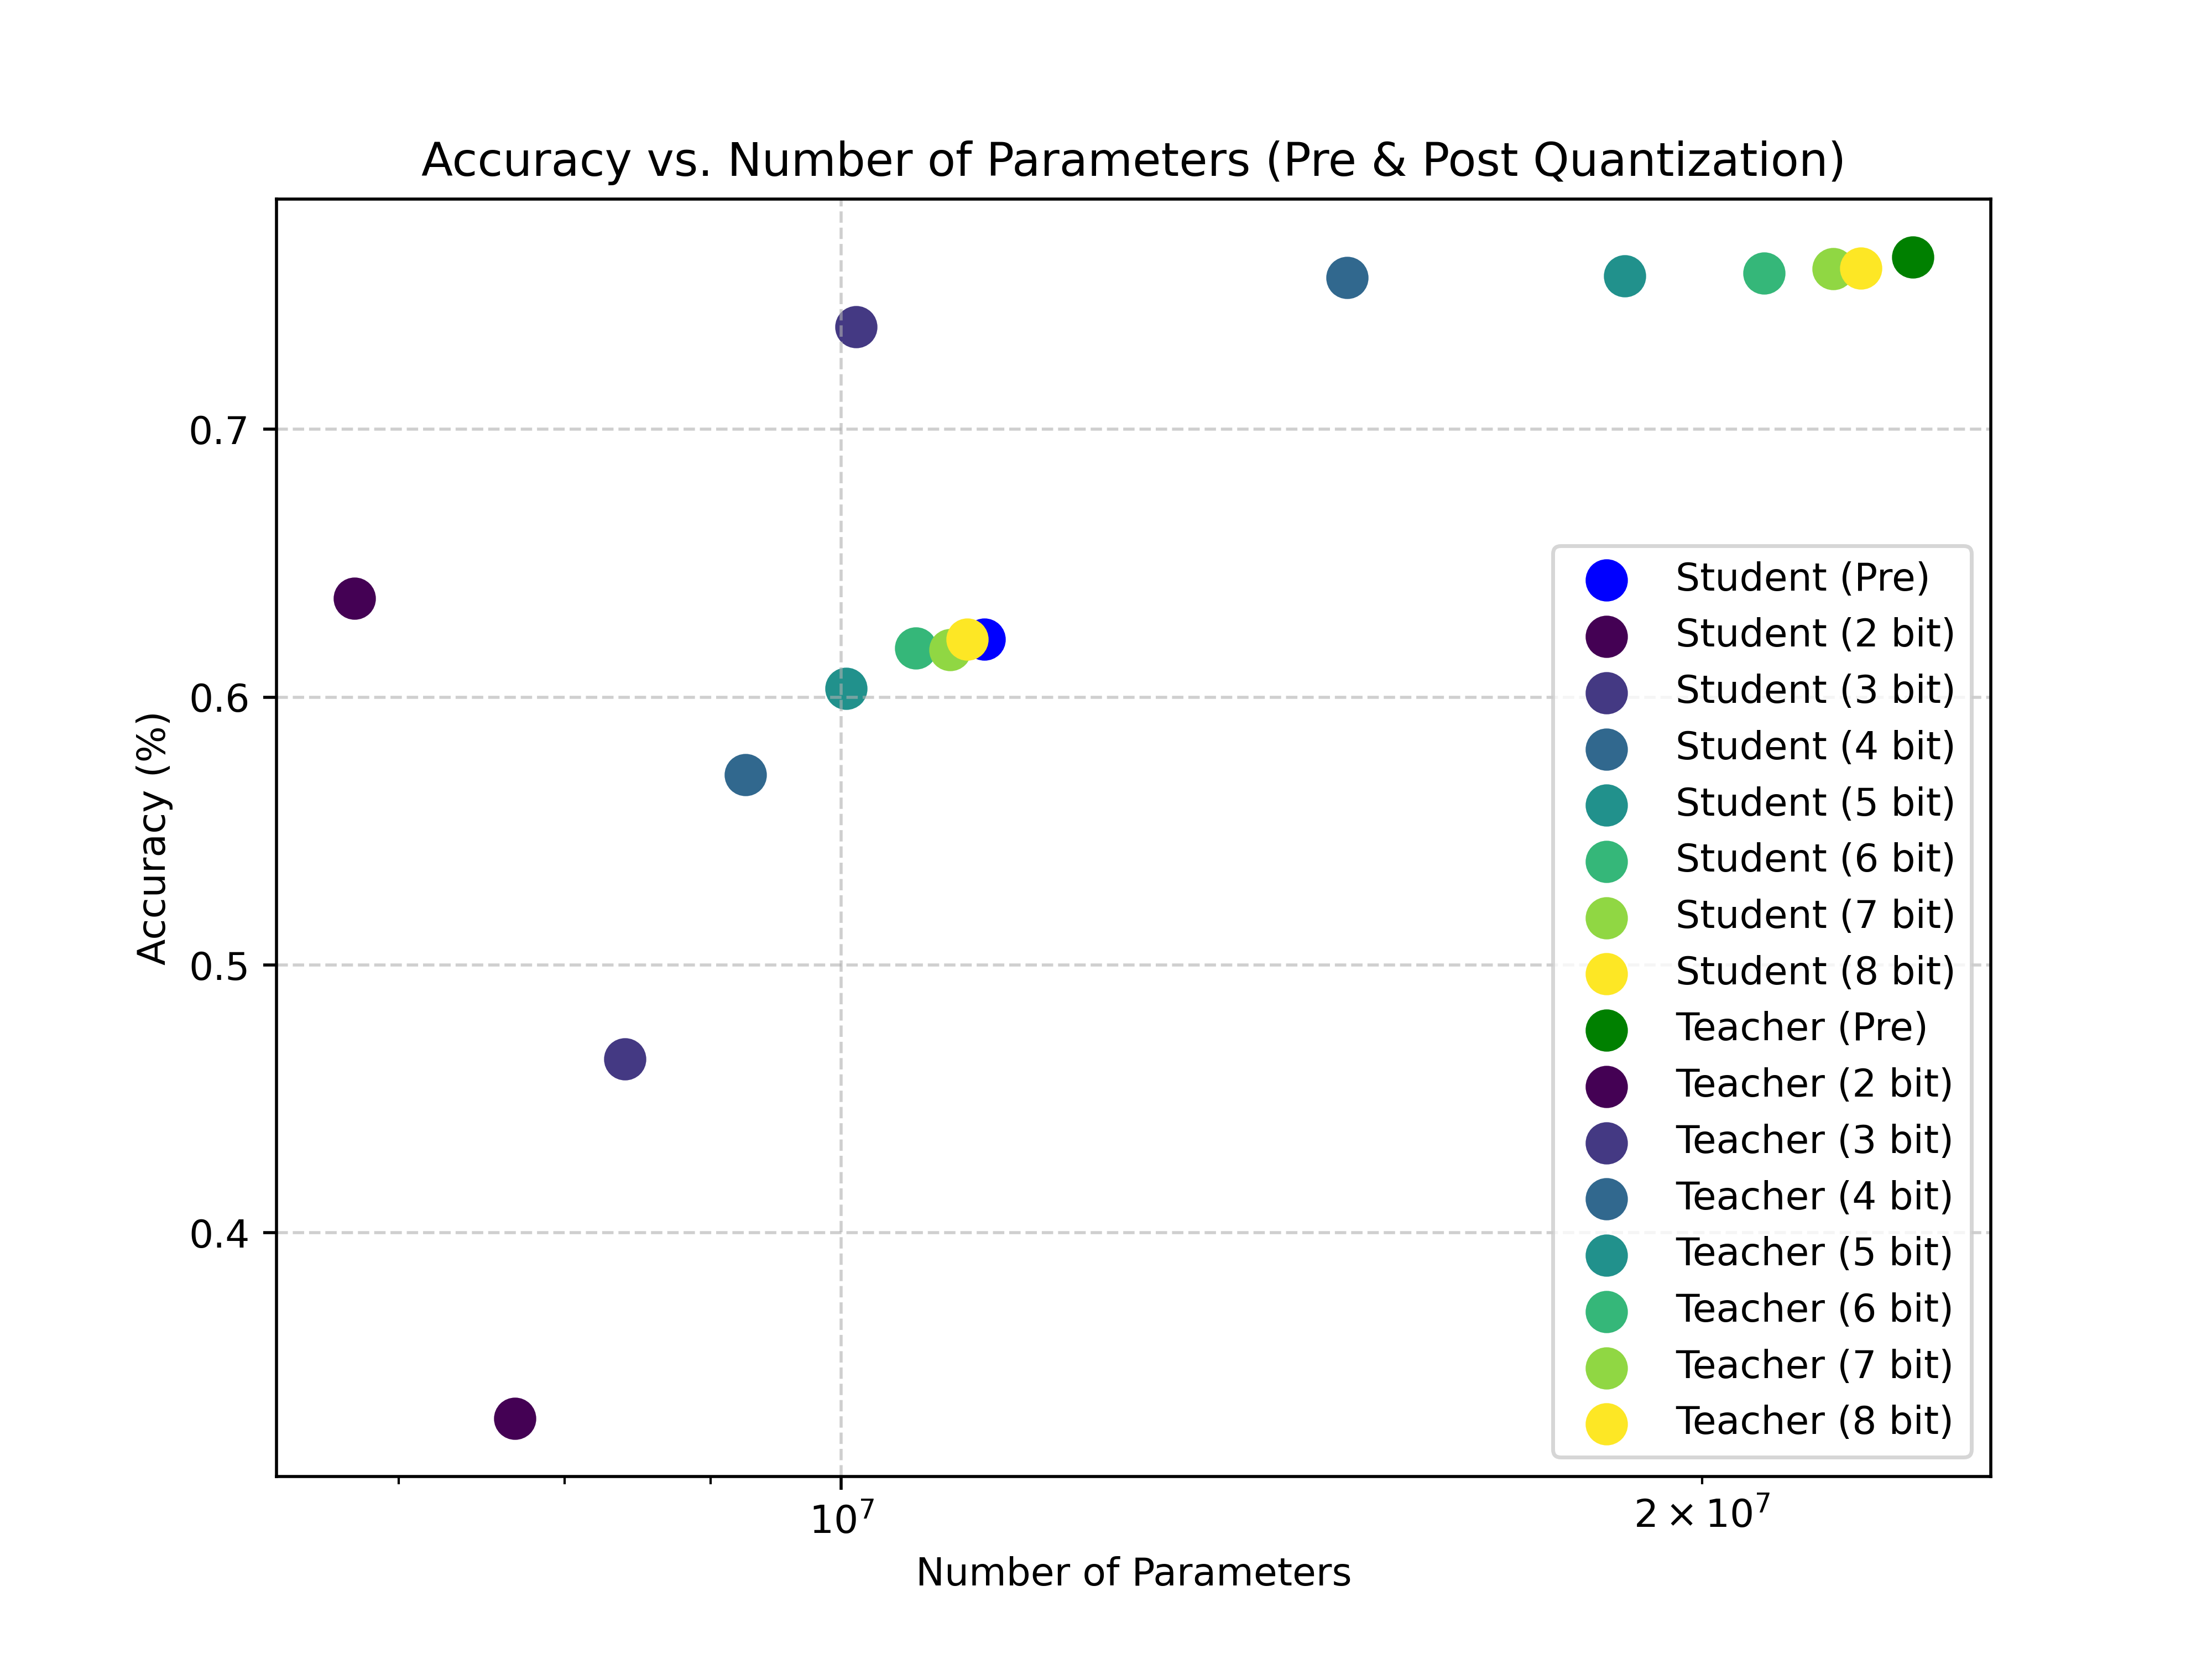 Accuracy vs. Number of Parameters (Pre & Post Quantization)
Accuracy (%)
0.7
0.6
0.5
0.4
Student (Pre)
Student (2 bit)
Student (3 bit)
Student (4 bit)
Student (5 bit)
Student (6 bit)
Student (7 bit)
Student (8 bit)
Teacher (Pre)
Teacher (2 bit)
Teacher (3 bit)
Teacher (4 bit)
Teacher (5 bit)
Teacher (6 bit)
Teacher (7 bit)
Teacher (8 bit)
10⁷ 2 × 10⁷
Number of Parameters